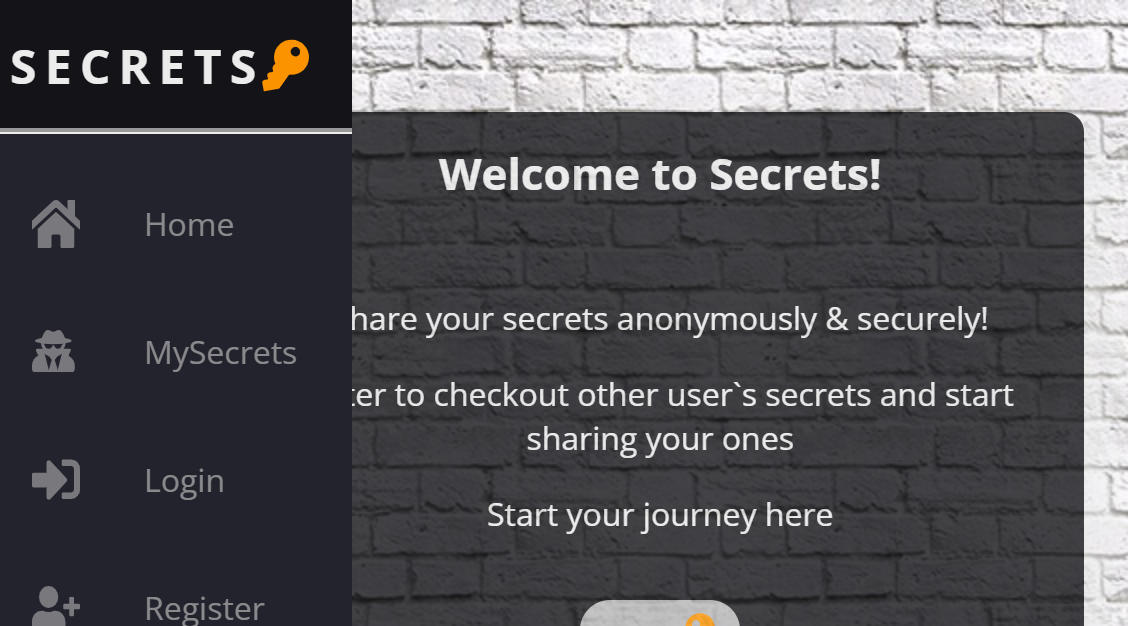 SECRETS
Home
MySecrets
Login
Register
Welcome to Secrets!
hare your secrets anonymously & securely!
ter to checkout other user`s secrets and start
sharing your ones
Start your journey here